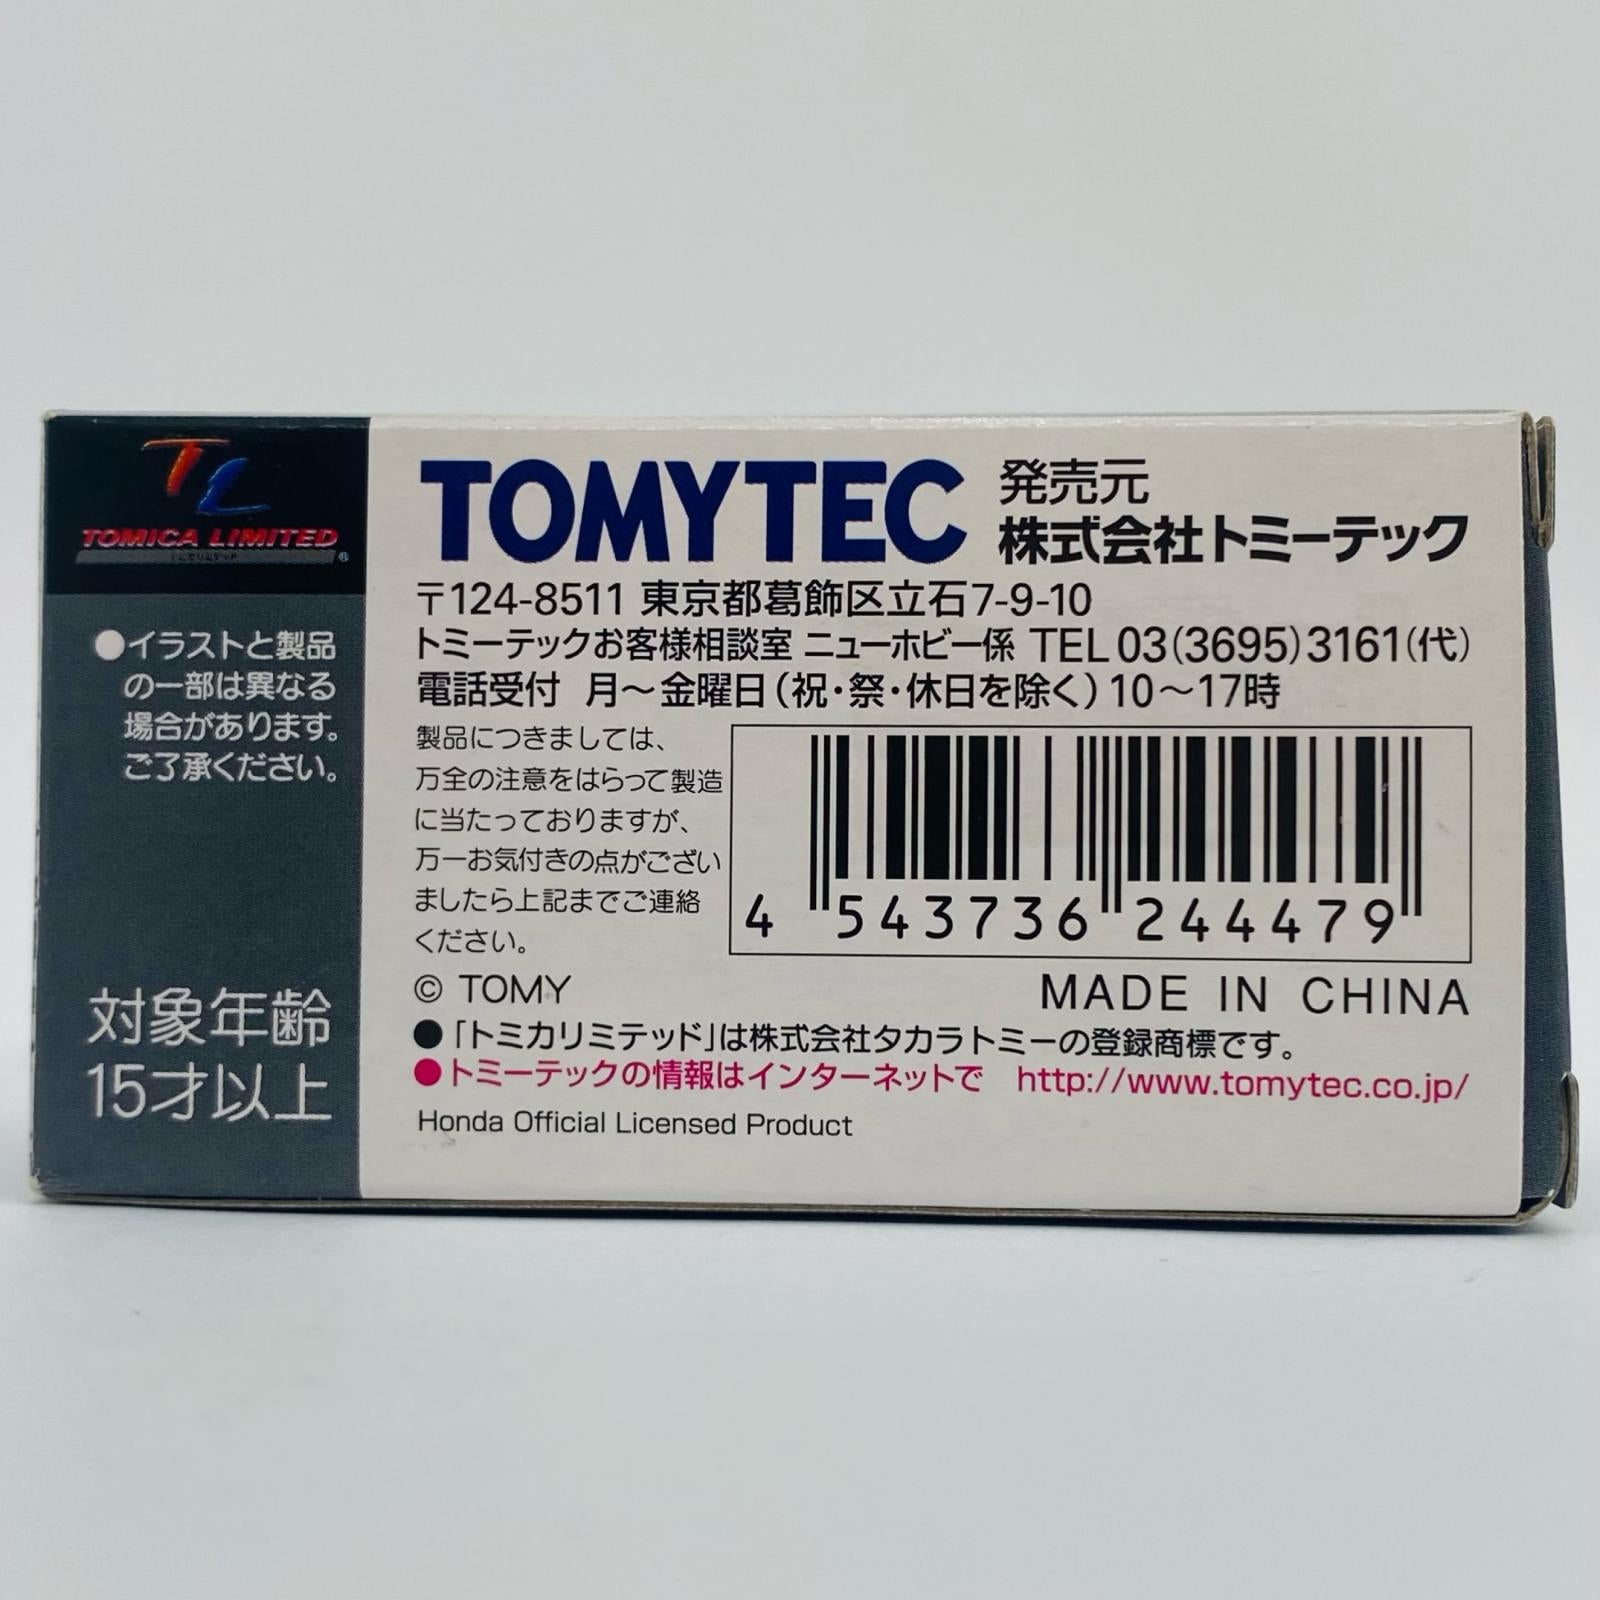 TL
TOMICA LIMITED
トミカリミテッド ®
●イラストと製品
の一部は異なる
場合があります。
ご了承ください。
対象年齢
15才以上
TOMYTEC
発売元
株式会社トミーテック
〒124-8511 東京都葛飾区立石7-9-10
トミーテックお客様相談室 ニューホビー係 TEL 03(3695)3161(代)
電話受付 月～金曜日(祝・祭・休日を除く)10～17時
製品につきましては、
万全の注意をはらって製造
に当たっておりますが、
万一お気付きの点がござい
ましたら上記までご連絡
ください。
4 543736 244479
© TOMY
MADE IN CHINA
●「トミカリミテッド」は株式会社タカラトミーの登録商標です。
●トミーテックの情報はインターネットで http://www.tomytec.co.jp/
Honda Official Licensed Product